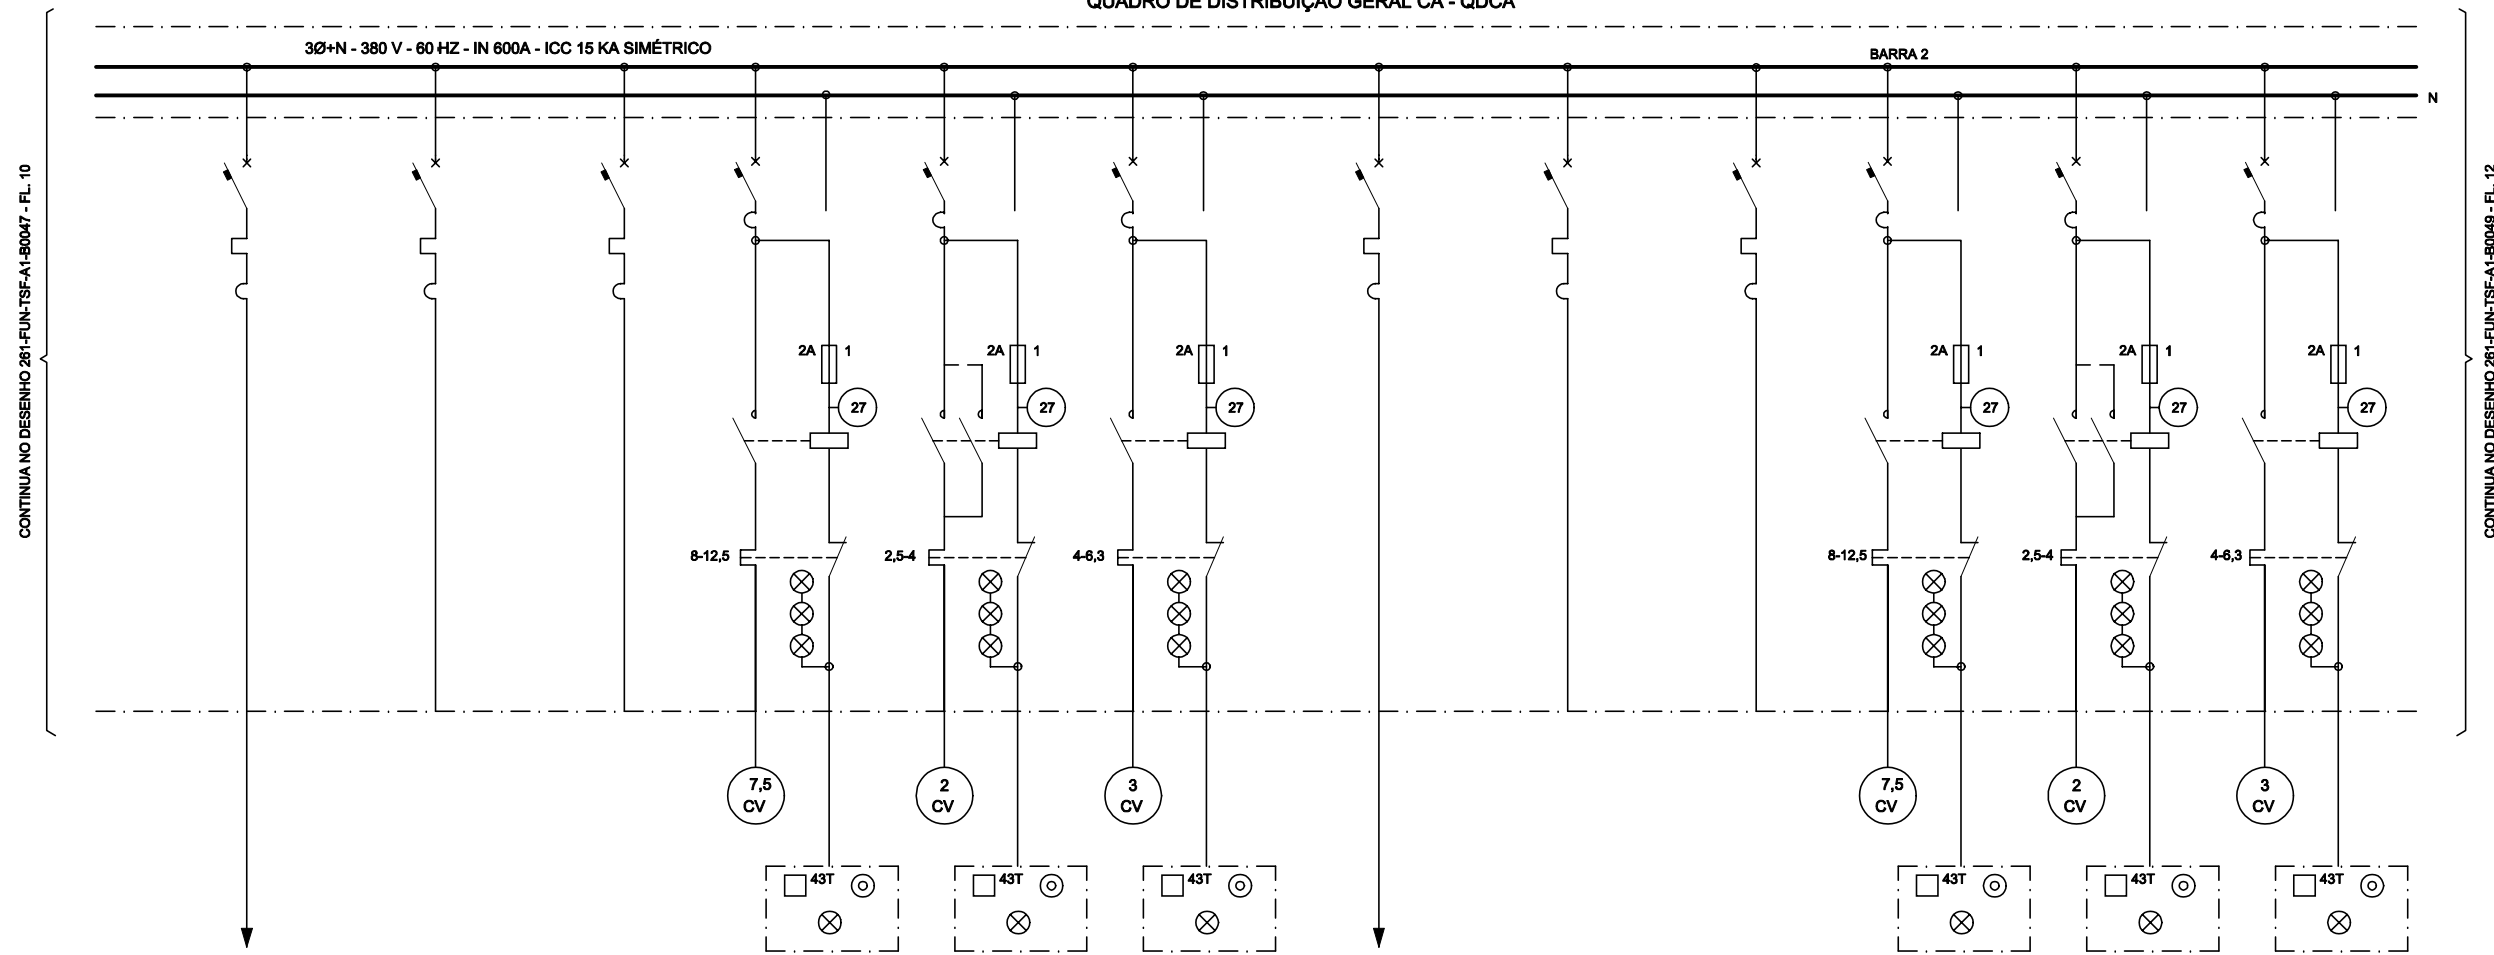 QUADRO DE DISTRIBUIÇÃO GERAL CA - QDCA
3Ø+N - 380 V - 60 HZ - IN 600A - ICC 15 KA SIMÉTRICO
BARRA 2
N
CONTINUA NO DESENHO 261-FUN-TSF-A1-B0047 - FL. 10
CONTINUA NO DESENHO 261-FUN-TSF-A1-B0049 - FL. 12
2A 1 2A 1 2A 1 2A 1 2A 1 2A 1
27 27 27 27 27 27
8-12,5 2,5-4 4-6,3 8-12,5 2,5-4 4-6,3
7,5 2 3 7,5 2 3
CV CV CV CV CV CV
43T 43T 43T 43T 43T 43T